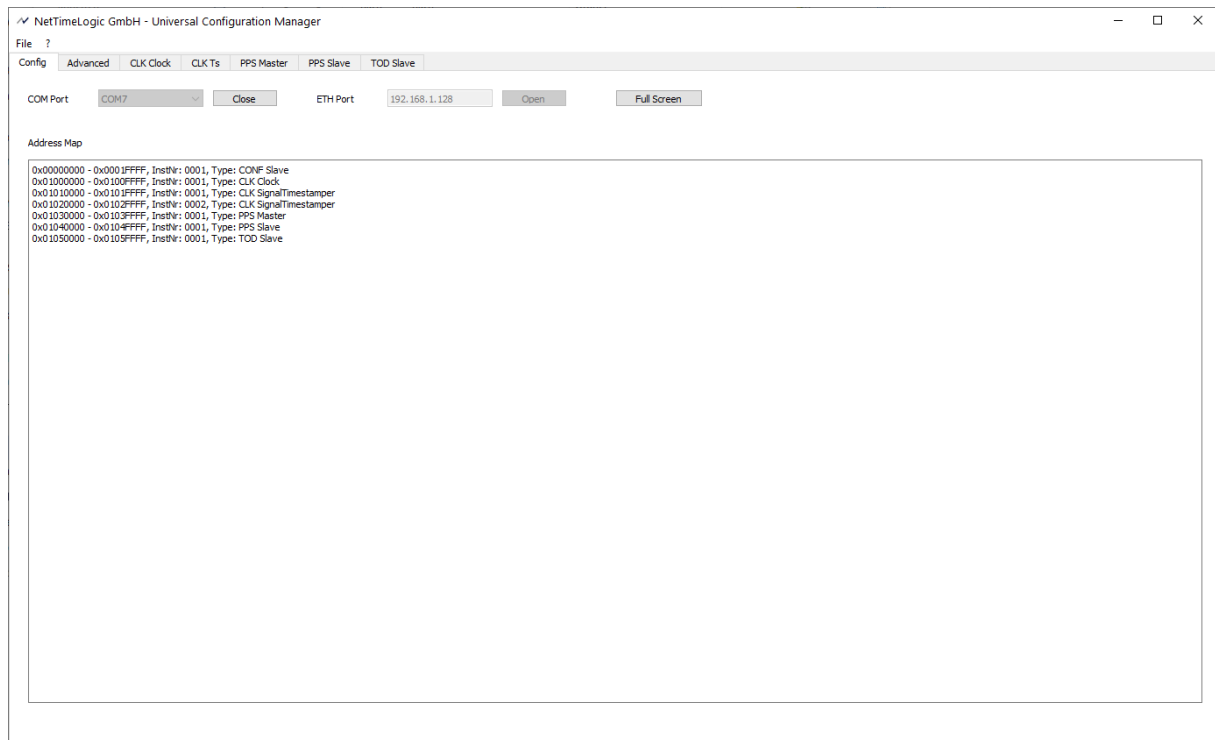 NetTimeLogic GmbH - Universal Configuration Manager
File ?
Config Advanced CLK Clock CLK Ts PPS Master PPS Slave TOD Slave
COM Port COM7 Close ETH Port 192.168.1.128 Open Full Screen
Address Map
0x00000000 - 0x0001FFFF, InstNr: 0001, Type: CONF Slave
0x01000000 - 0x0100FFFF, InstNr: 0001, Type: CLK Clock
0x01010000 - 0x0101FFFF, InstNr: 0001, Type: CLK SignalTimestamper
0x01020000 - 0x0102FFFF, InstNr: 0002, Type: CLK SignalTimestamper
0x01030000 - 0x0103FFFF, InstNr: 0001, Type: PPS Master
0x01040000 - 0x0104FFFF, InstNr: 0001, Type: PPS Slave
0x01050000 - 0x0105FFFF, InstNr: 0001, Type: TOD Slave